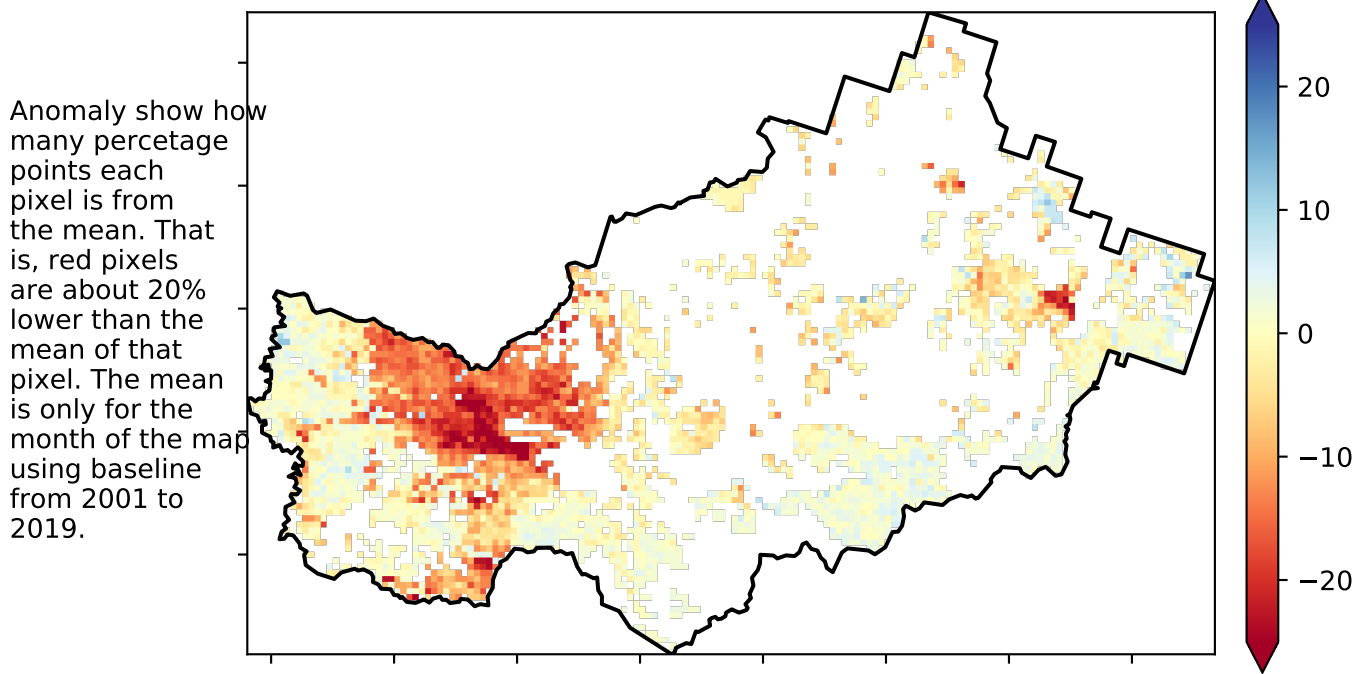 Anomaly show how
many percetage
points each
pixel is from
the mean. That
is, red pixels
are about 20%
lower than the
mean of that
pixel. The mean
is only for the
month of the map
using baseline
from 2001 to
2019.
20
10
0
−10
−20